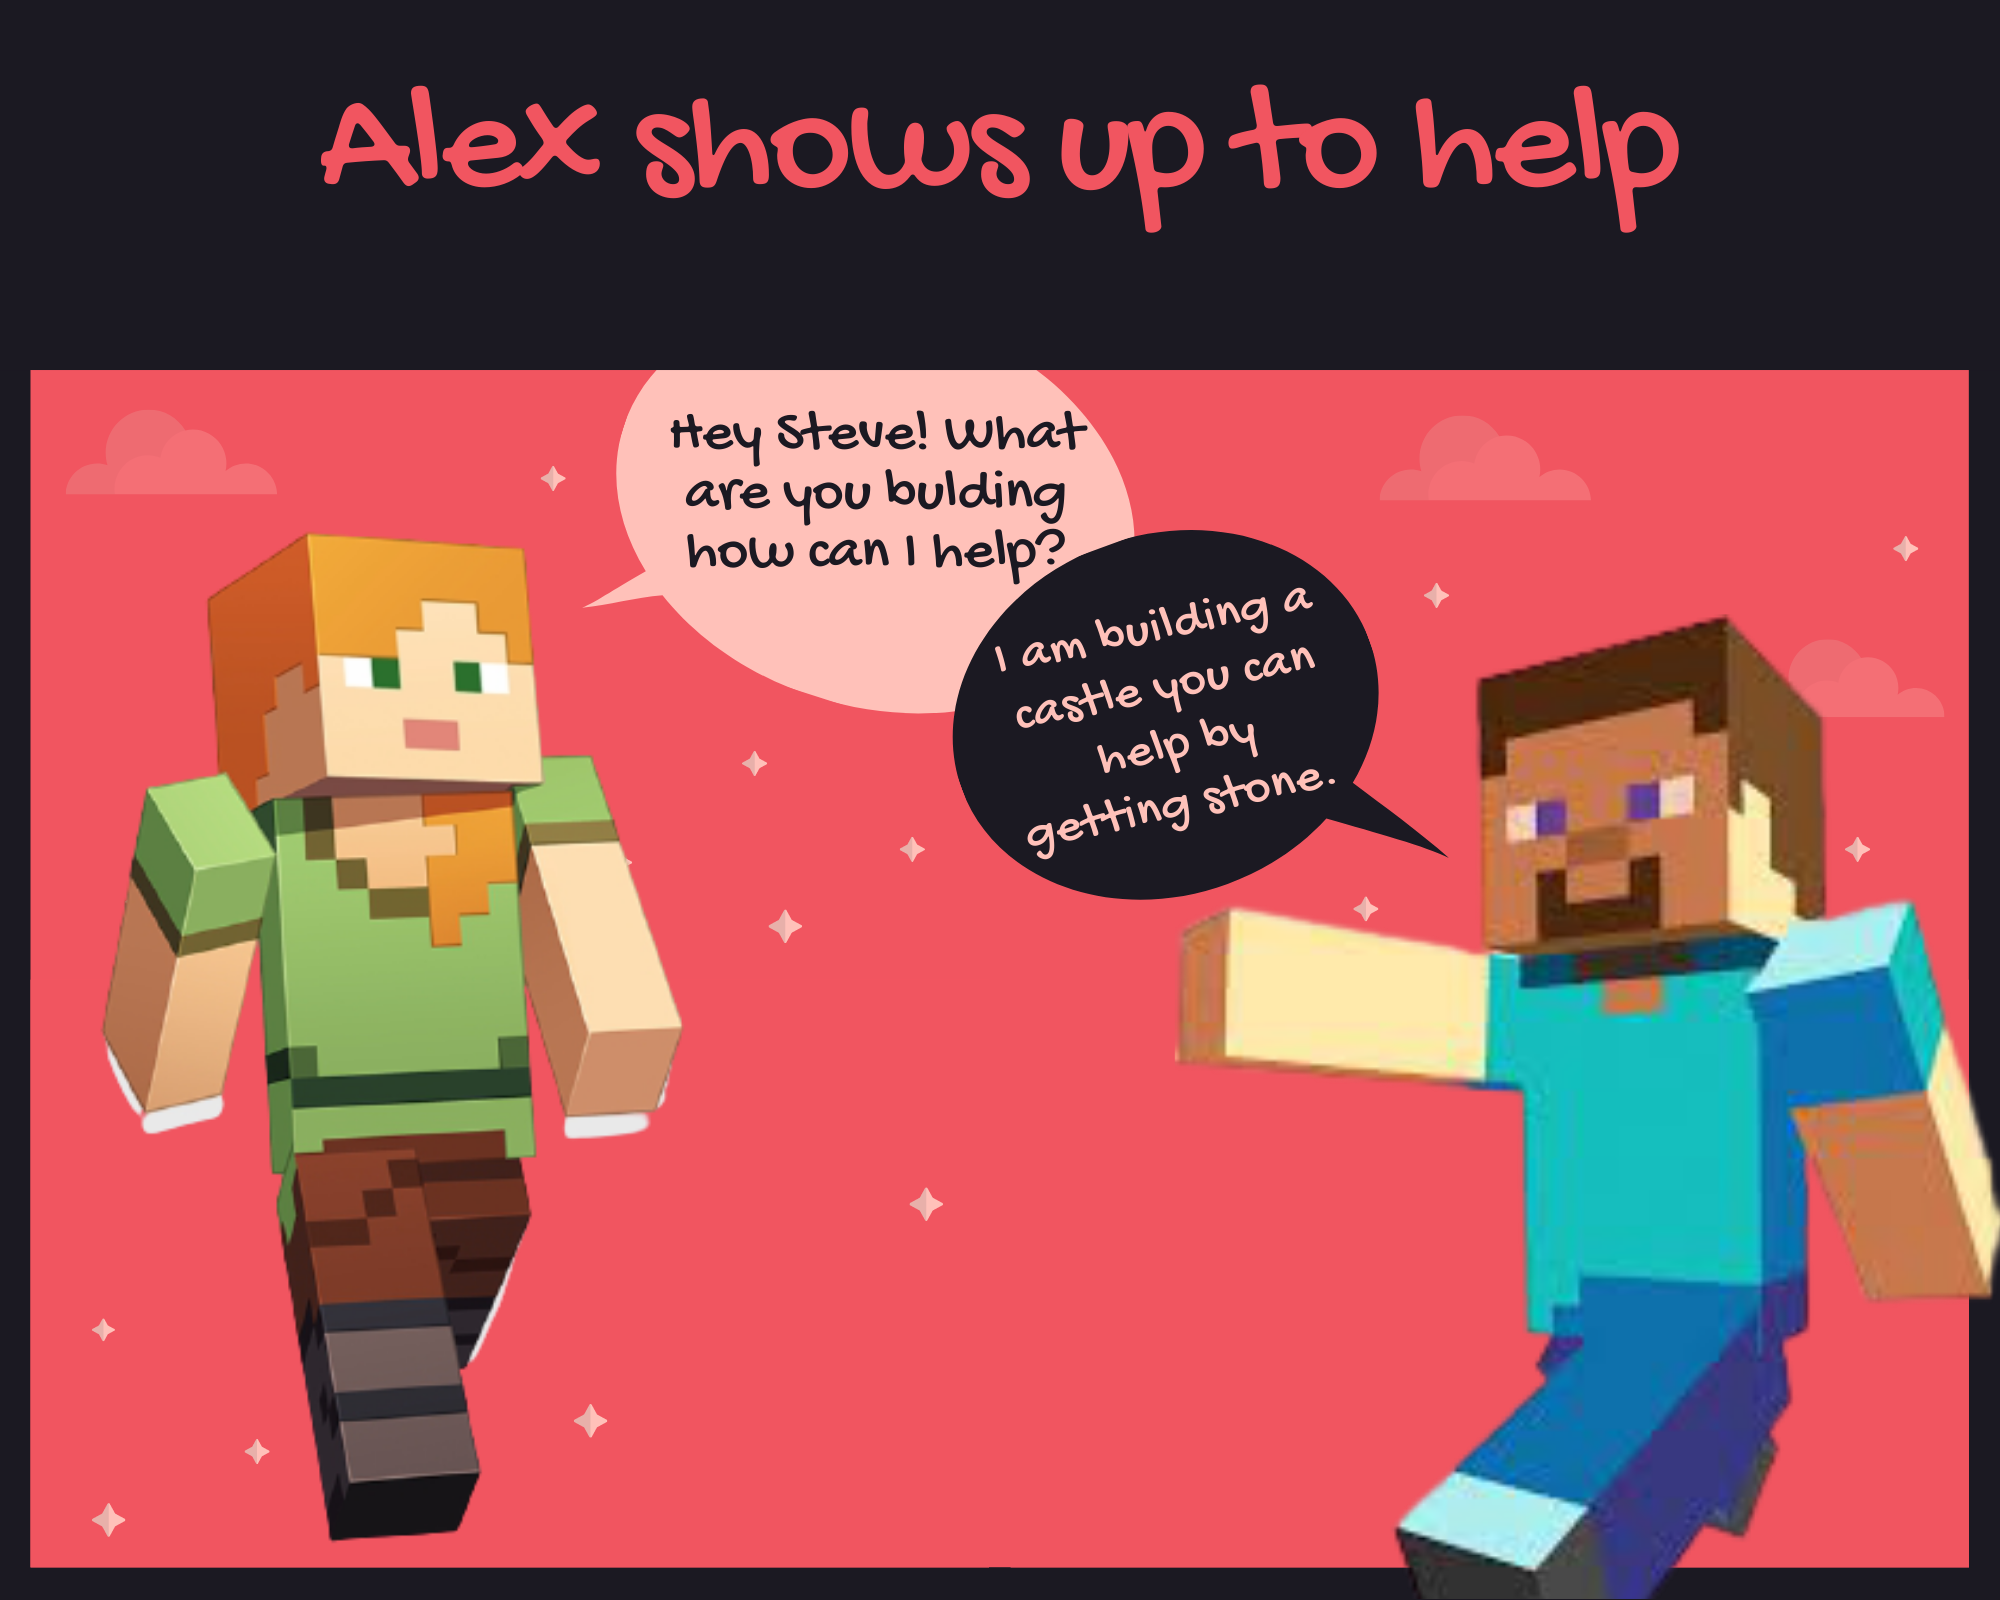 Alex shows up to help
Hey Steve! What
are you bulding
how can I help?
I am building a
castle you can
help by
getting stone.